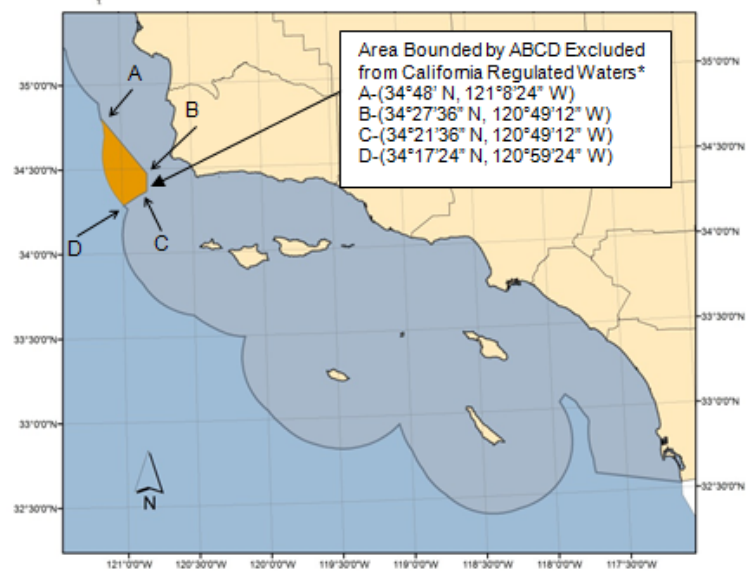 Area Bounded by ABCD Excluded
from California Regulated Waters*
A-(34°48' N, 121°8'24" W)
B-(34°27'36" N, 120°49'12" W)
C-(34°21'36" N, 120°49'12" W)
D-(34°17'24" N, 120°59'24" W)
A
B
C
D
N
35°0'0"N
34°30'0"N
34°0'0"N
33°30'0"N
33°0'0"N
32°30'0"N
35°0'0"N
34°30'0"N
34°0'0"N
33°30'0"N
33°0'0"N
32°30'0"N
121°0'0"W
120°30'0"W
120°0'0"W
119°30'0"W
119°0'0"W
118°30'0"W
118°0'0"W
117°30'0"W